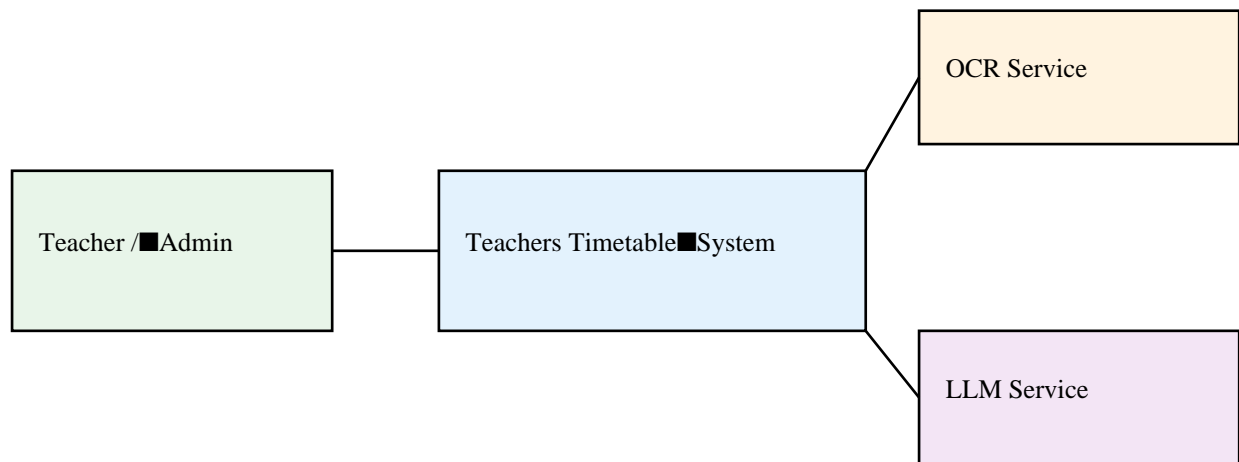 OCR Service
Teacher /■Admin
Teachers Timetable■System
LLM Service